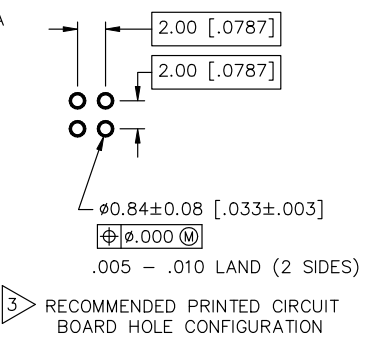 A
2.00 [.0787]
2.00 [.0787]
ø0.84±0.08 [.033±.003]
⌖ ø.000 Ⓜ
.005 – .010 LAND (2 SIDES)
3 RECOMMENDED PRINTED CIRCUIT
BOARD HOLE CONFIGURATION